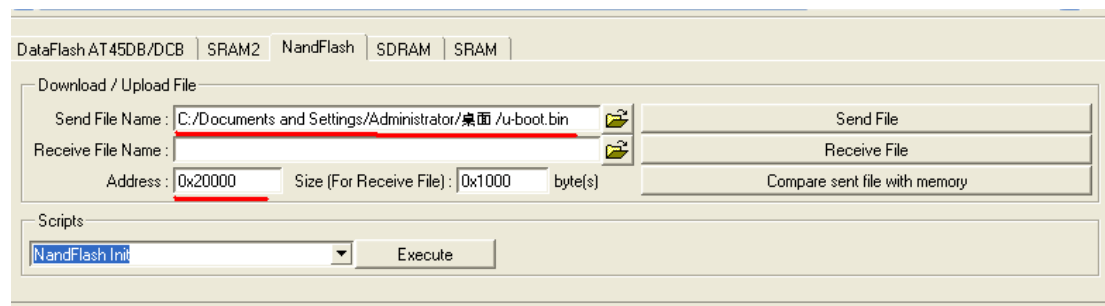 DataFlash AT45DB/DCB SRAM2 NandFlash SDRAM SRAM
Download / Upload File
Send File Name : C:/Documents and Settings/Administrator/桌面 /u-boot.bin Send File
Receive File Name : Receive File
Address : 0x20000 Size (For Receive File) : 0x1000 byte(s) Compare sent file with memory
Scripts
NandFlash Init Execute